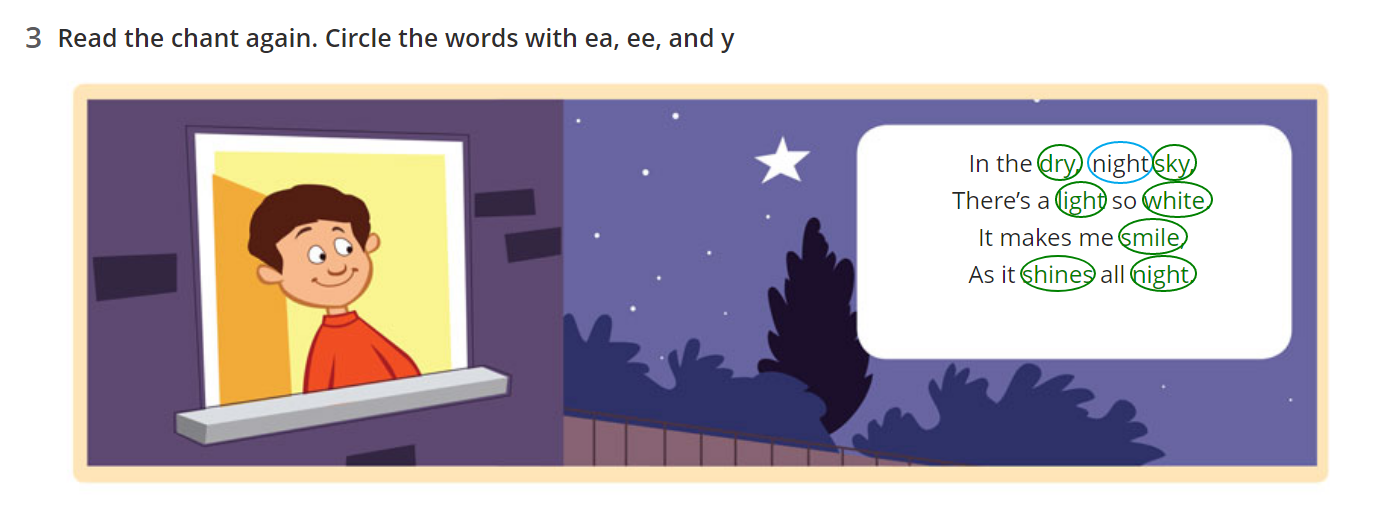 3 Read the chant again. Circle the words with ea, ee, and y
In the dry, night sky,
There’s a light so white.
It makes me smile,
As it shines all night.